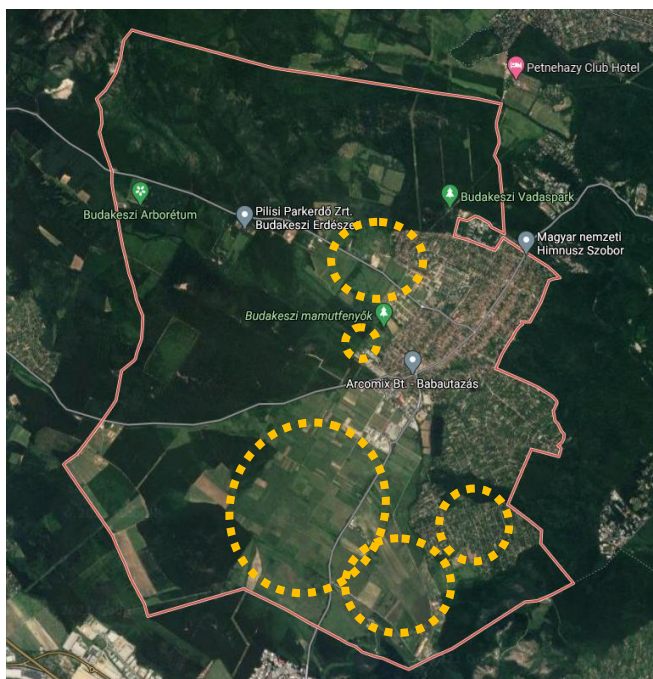 Petneházy Club Hotel
Budakeszi Arborétum
Budakeszi Vadaspark
Pilisi Parkerdő Zrt.
Budakeszi Erdésze
Magyar nemzeti
Himnusz Szobor
Budakeszi mamutfenyők
Arcomix Bt. - Babautazás